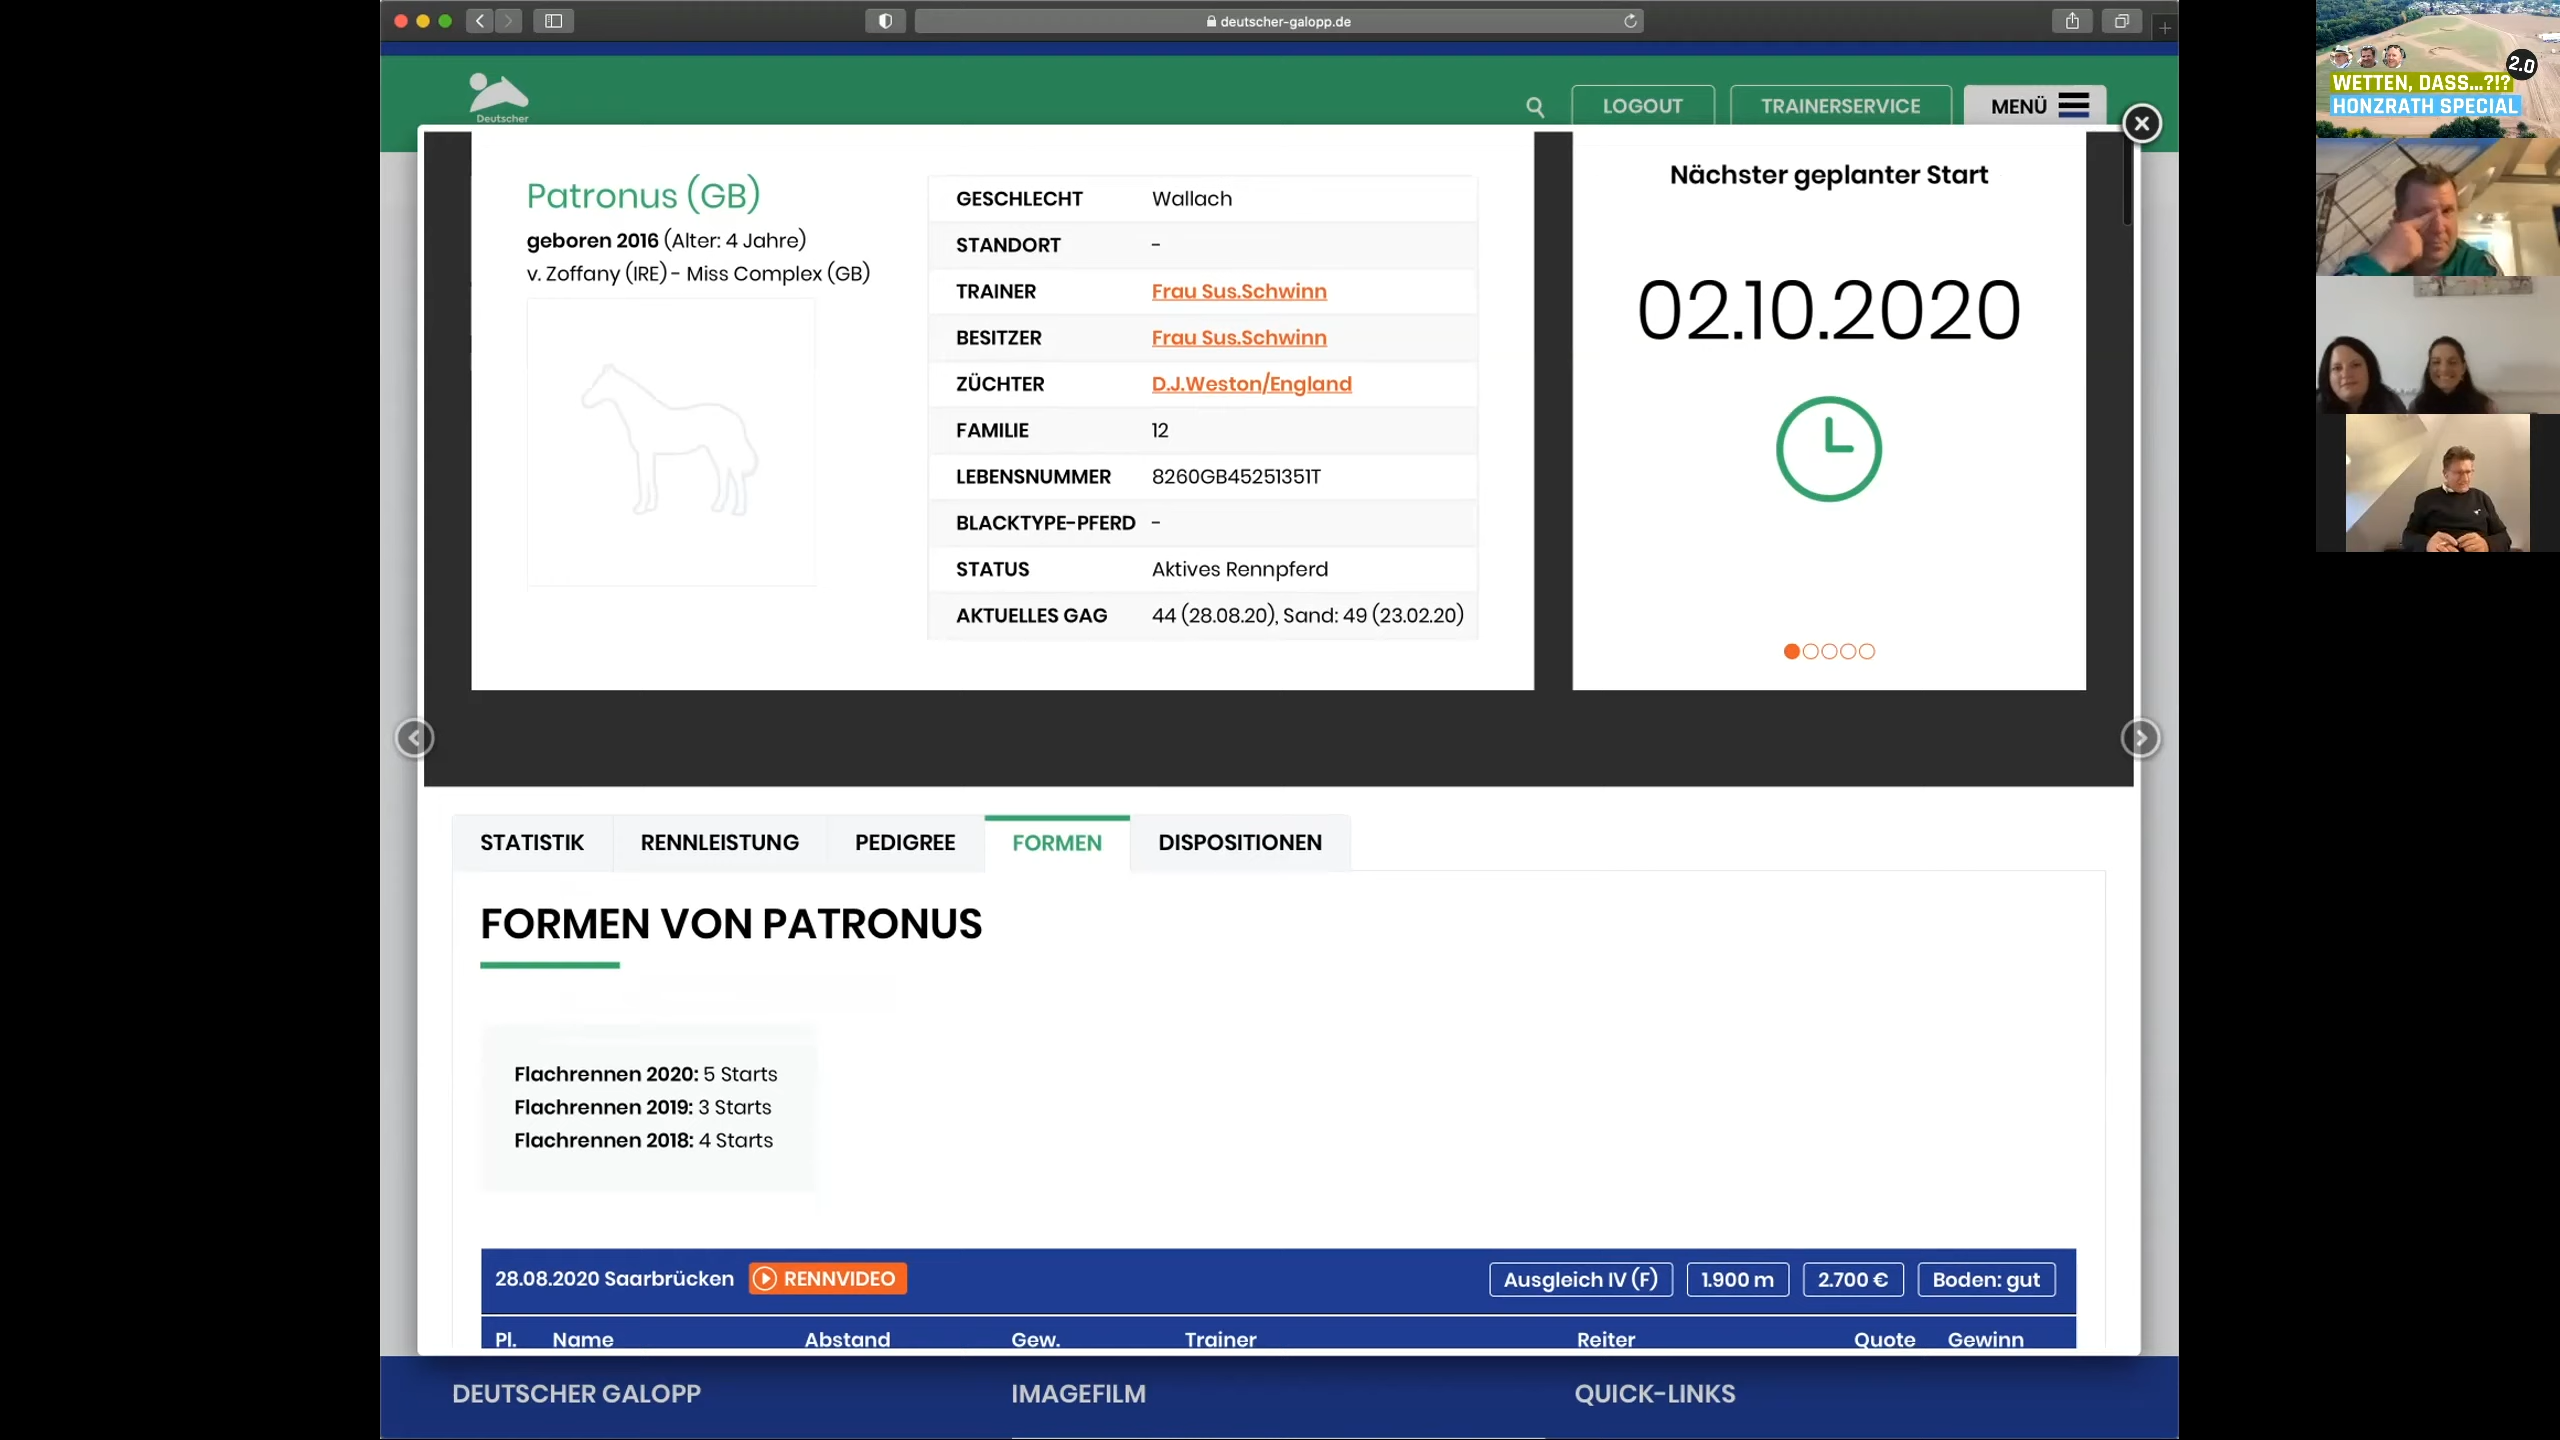 deutscher-galopp.de
Deutscher
LOGOUT
TRAINERSERVICE
MENÜ
Patronus (GB)
geboren 2016 (Alter: 4 Jahre)
v. Zoffany (IRE) - Miss Complex (GB)
GESCHLECHT Wallach
STANDORT -
TRAINER Frau Sus.Schwinn
BESITZER Frau Sus.Schwinn
ZÜCHTER D.J.Weston/England
FAMILIE 12
LEBENSNUMMER 8260GB45251351T
BLACKTYPE-PFERD -
STATUS Aktives Rennpferd
AKTUELLES GAG 44 (28.08.20), Sand: 49 (23.02.20)
Nächster geplanter Start
02.10.2020
STATISTIK RENNLEISTUNG PEDIGREE FORMEN DISPOSITIONEN
FORMEN VON PATRONUS
Flachrennen 2020: 5 Starts
Flachrennen 2019: 3 Starts
Flachrennen 2018: 4 Starts
28.08.2020 Saarbrücken RENNVIDEO Ausgleich IV (F) 1.900 m 2.700 € Boden: gut
Pl. Name Abstand Gew. Trainer Reiter Quote Gewinn
DEUTSCHER GALOPP IMAGEFILM QUICK-LINKS
2.0
WETTEN, DASS...?!?
HONZRATH SPECIAL